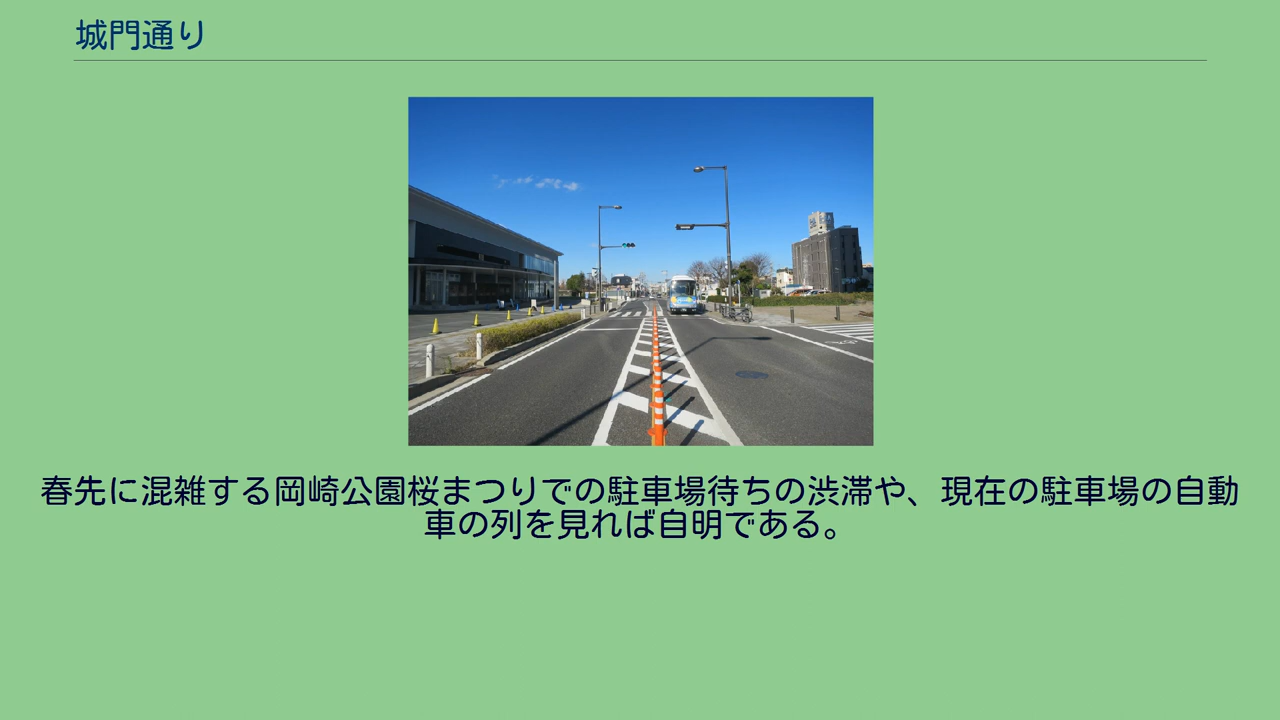 城門通り
春先に混雑する岡崎公園桜まつりでの駐車場待ちの渋滞や、現在の駐車場の自動
車の列を見れば自明である。